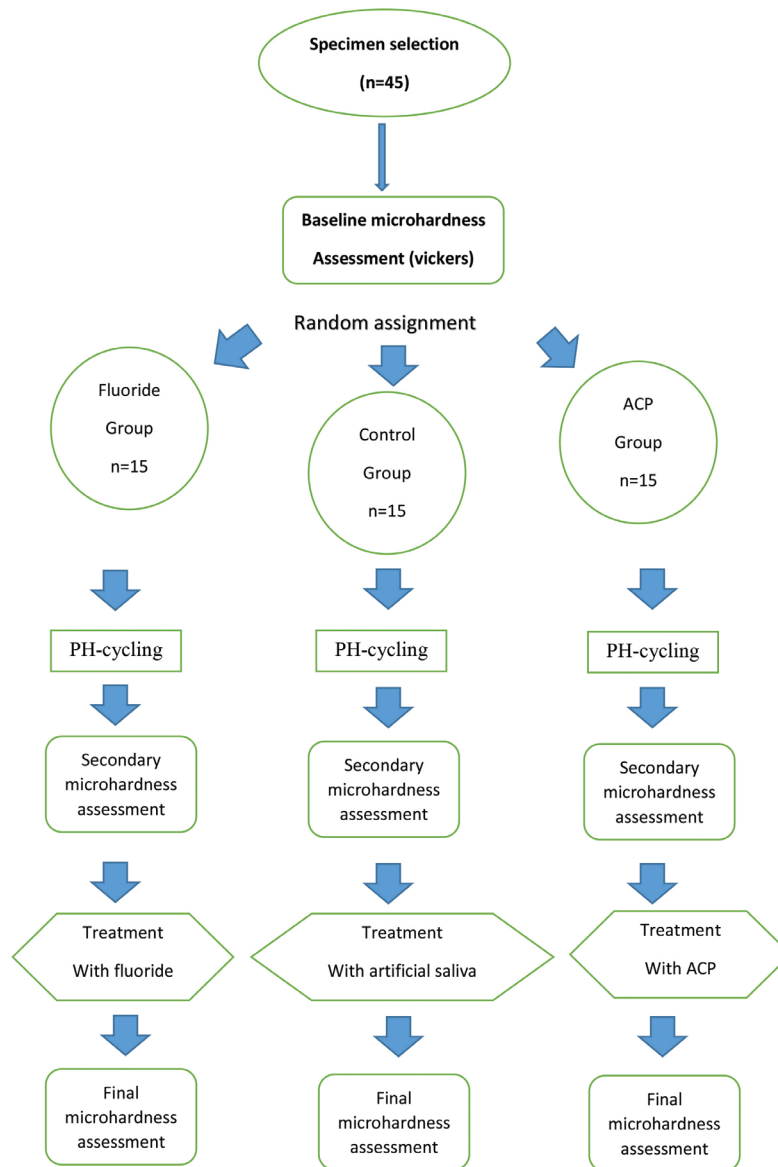 Specimen selection
(n=45)
Baseline microhardness
Assessment (vickers)
Random assignment
Fluoride
Group
n=15
Control
Group
n=15
ACP
Group
n=15
PH-cycling
PH-cycling
PH-cycling
Secondary
microhardness
assessment
Secondary
microhardness
assessment
Secondary
microhardness
assessment
Treatment
With fluoride
Treatment
With artificial saliva
Treatment
With ACP
Final
microhardness
assessment
Final
microhardness
assessment
Final
microhardness
assessment